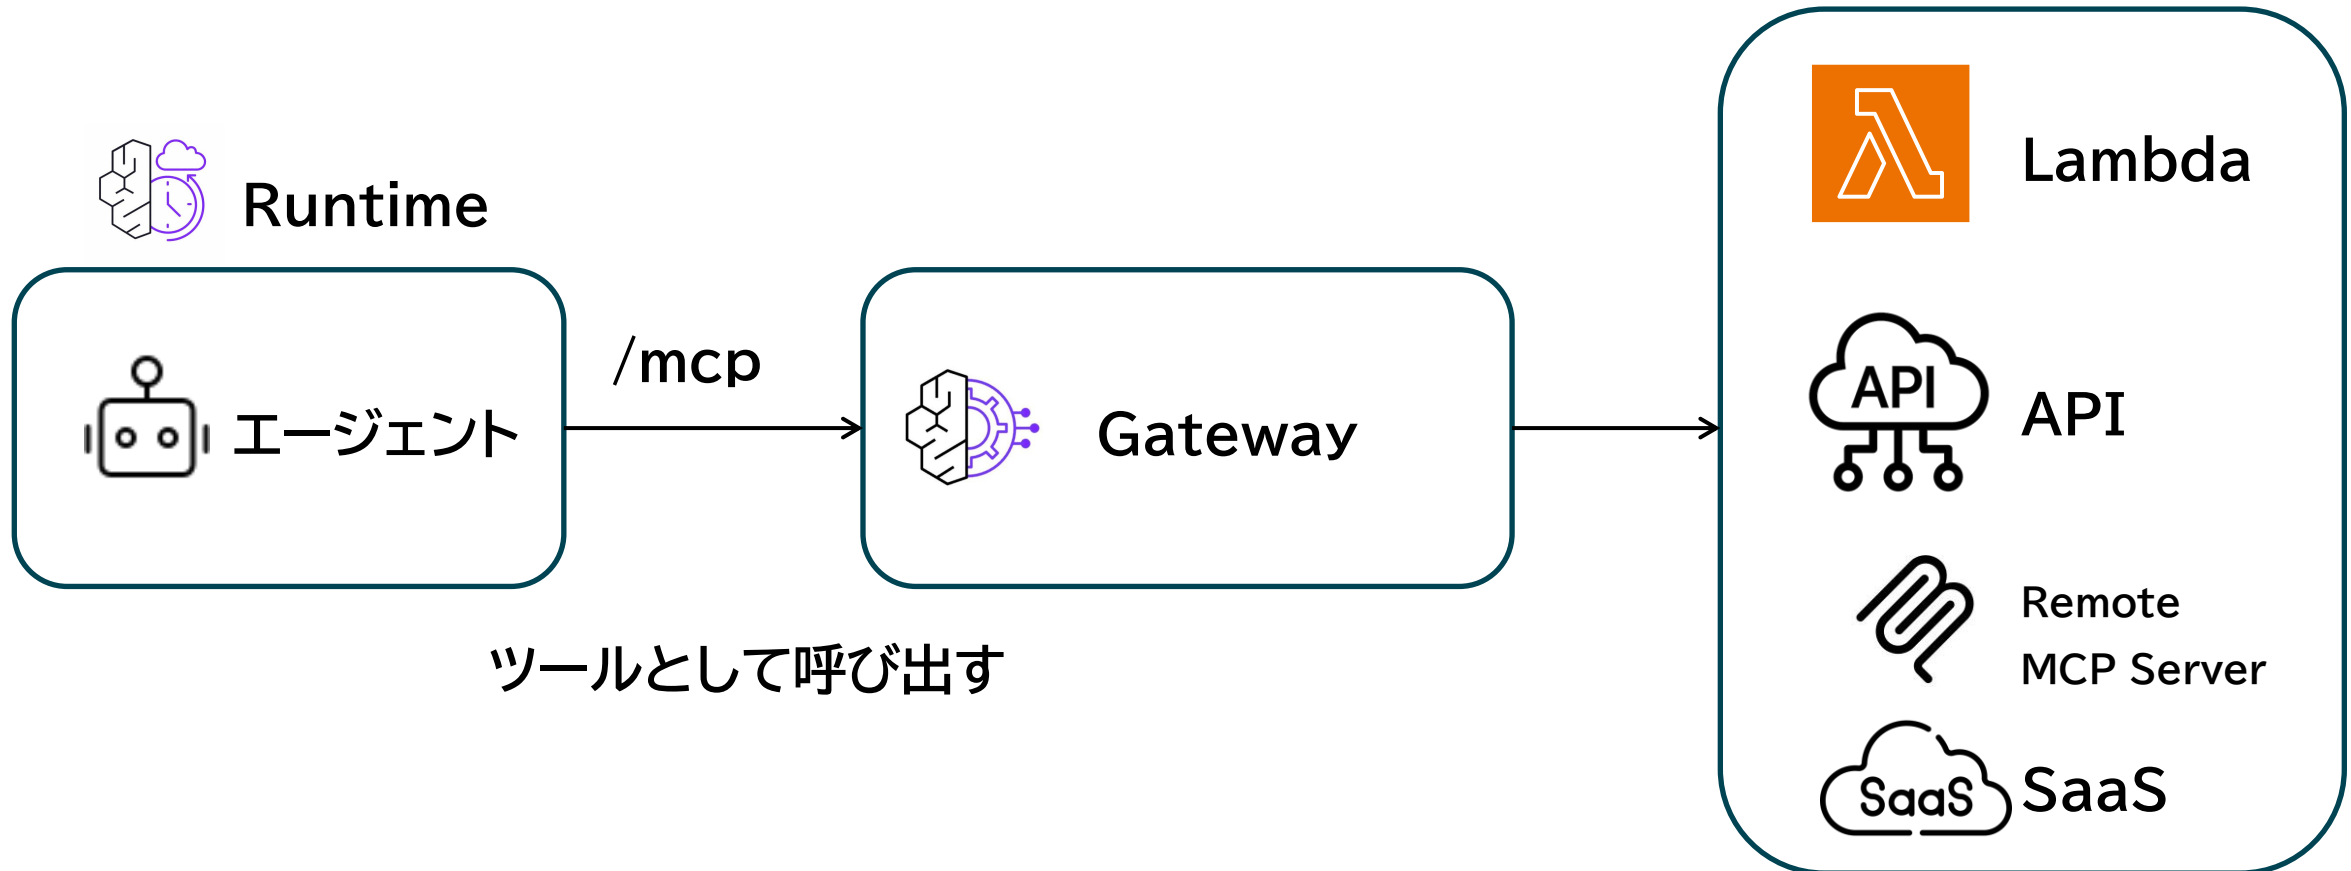 Runtime
エージェント
/mcp
Gateway
ツールとして呼び出す
Lambda
API
API
Remote
MCP Server
SaaS
SaaS